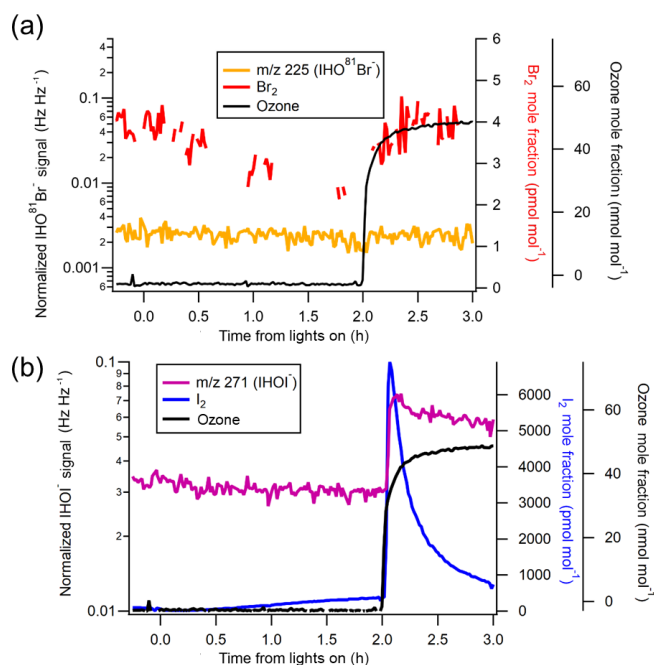 (a)
Normalized IHO⁸¹Br⁻ signal (Hz Hz⁻¹)
4
3
2
0.1
6
5
4
3
2
0.01
6
5
4
3
2
0.001
6
m/z 225 (IHO⁸¹Br⁻)
Br₂
Ozone
6
5
4
3
2
1
0
Br₂ mole fraction (pmol mol⁻¹)
60
40
20
0
Ozone mole fraction (nmol mol⁻¹)
0.0 0.5 1.0 1.5 2.0 2.5 3.0
Time from lights on (h)
(b)
Normalized IHOI⁻ signal (Hz Hz⁻¹)
0.1
9
8
7
6
5
4
3
2
0.01
m/z 271 (IHOI⁻)
I₂
Ozone
6000
5000
4000
3000
2000
1000
0
I₂ mole fraction (pmol mol⁻¹)
60
40
20
0
Ozone mole fraction (nmol mol⁻¹)
0.0 0.5 1.0 1.5 2.0 2.5 3.0
Time from lights on (h)